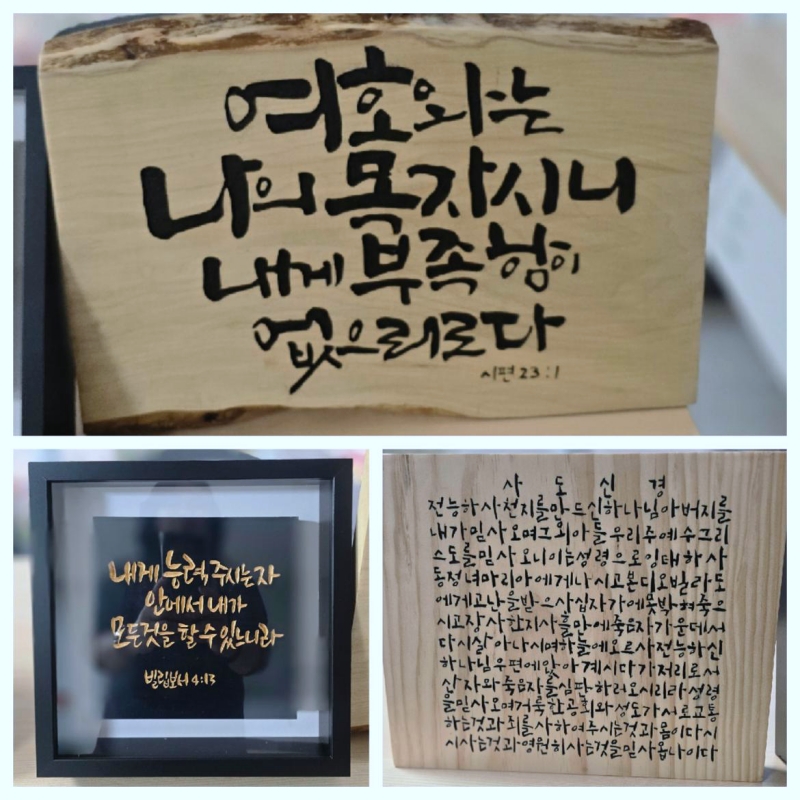 여호와는
나의 목자시니
내게 부족함이
없으리로다
시편 23:1
내게 능력 주시는 자
안에서 내가
모든것을 할 수 있느니라
빌립보서 4:13
사도신경
전능하사 천지를 만드신 하나님 아버지를
내가 믿사오며 그 외아들 우리 주 예수 그리
스도를 믿사오니 이는 성령으로 잉태하사
동정녀 마리아에게 나시고 본디오 빌라도
에게 고난을 받으사 십자가에 못박혀 죽으
시고 장사한지 사흘만에 죽은자 가운데서
다시 살아나시며 하늘에 오르사 전능하신
하나님 우편에 앉아 계시다가 저리로서
산 자와 죽은 자를 심판하러 오시리라 성령
을 믿사오며 거룩한 공회와 성도가 서로 교통
하는것과 죄를 사하여 주시는것과 몸이 다시
사는것과 영원히 사는것을 믿사옵나이다